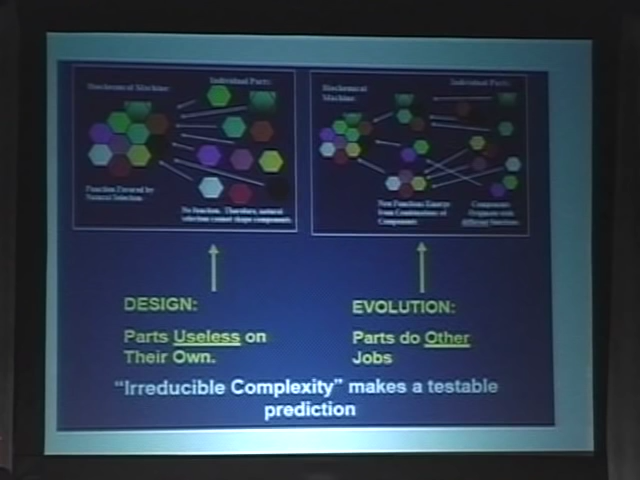 Biochemical Machine:
Individual Parts:
Function Favored by
Natural Selection
No function. Therefore, natural
selection cannot shape components.
Biochemical
Machine:
Individual Parts:
New Functions Emerge
from Combinations of
Components
Components
Originate with
different functions
DESIGN:
Parts Useless on
Their Own.
EVOLUTION:
Parts do Other
Jobs
“Irreducible Complexity” makes a testable
prediction